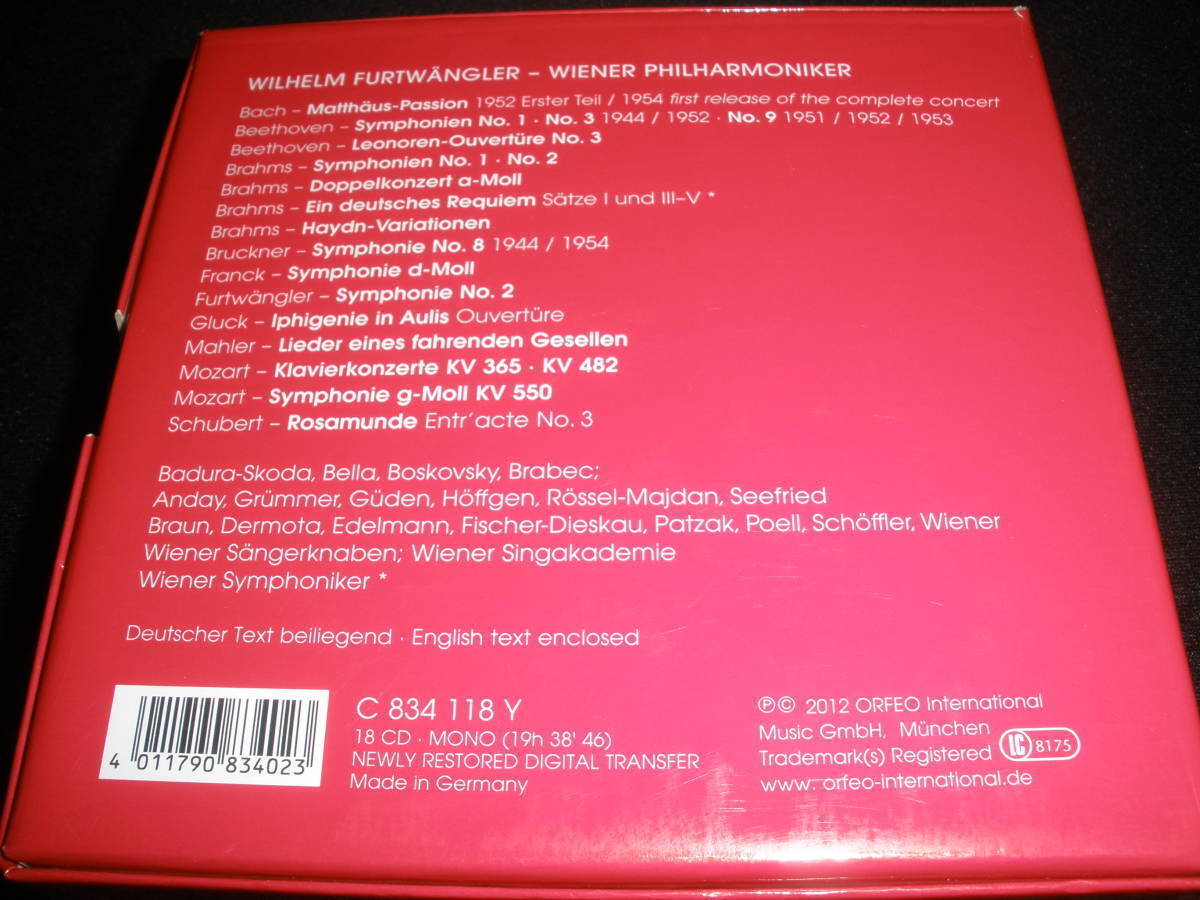 WILHELM FURTWÄNGLER – WIENER PHILHARMONIKER
Bach – Matthäus-Passion 1952 Erster Teil / 1954 first release of the complete concert
Beethoven – Symphonien No. 1 · No. 3 1944 / 1952 · No. 9 1951 / 1952 / 1953
Beethoven – Leonoren-Ouvertüre No. 3
Brahms – Symphonien No. 1 · No. 2
Brahms – Doppelkonzert a-Moll
Brahms – Ein deutsches Requiem Sätze I und III–V *
Brahms – Haydn-Variationen
Bruckner – Symphonie No. 8 1944 / 1954
Franck – Symphonie d-Moll
Furtwängler – Symphonie No. 2
Gluck – Iphigenie in Aulis Ouvertüre
Mahler – Lieder eines fahrenden Gesellen
Mozart – Klavierkonzerte KV 365 · KV 482
Mozart – Symphonie g-Moll KV 550
Schubert – Rosamunde Entr'acte No. 3
Badura-Skoda, Bella, Boskovsky, Brabec;
Anday, Grümmer, Güden, Höffgen, Rössel-Majdan, Seefried
Braun, Dermota, Edelmann, Fischer-Dieskau, Patzak, Poell, Schöffler, Wiener
Wiener Sängerknaben; Wiener Singakademie
Wiener Symphoniker *
Deutscher Text beiliegend · English text enclosed
4 011790 834023
C 834 118 Y
18 CD · MONO (19h 38' 46)
NEWLY RESTORED DIGITAL TRANSFER
Made in Germany
℗© 2012 ORFEO International
Music GmbH, München
Trademark(s) Registered
LC 8175
www. orfeo-international.de